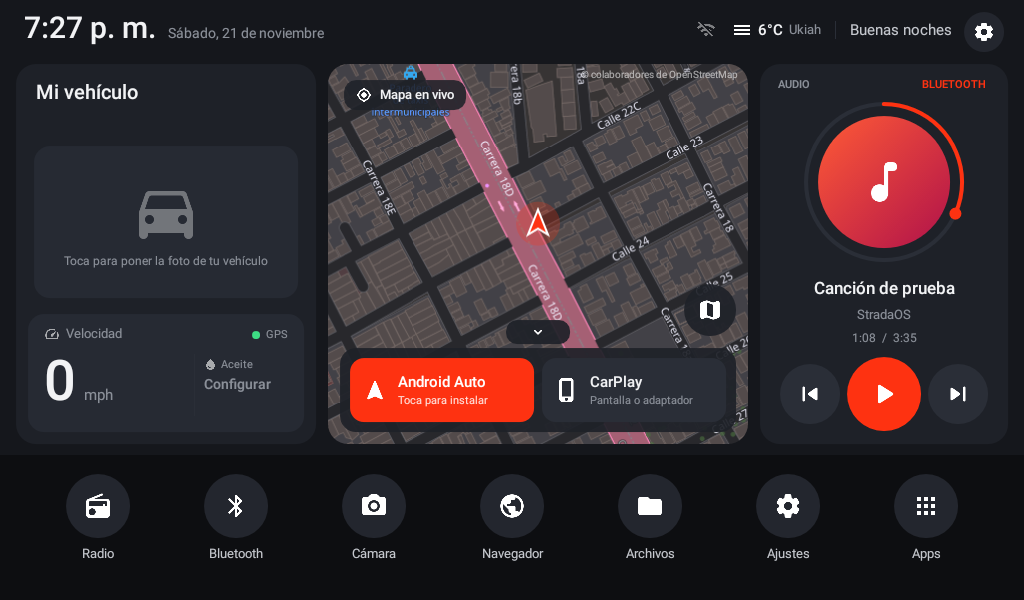 7:27 p. m.
Sábado, 21 de noviembre
6°C Ukiah
Buenas noches
Mi vehículo
Toca para poner la foto de tu vehículo
Velocidad
GPS
0 mph
Aceite
Configurar
© colaboradores de OpenStreetMap
Mapa en vivo
Intermunicipales
Calle 22C
Calle 23
Carrera 18D
Carrera 18E
Carrera 18
Calle 24
Carrera 18D
Android Auto
Toca para instalar
CarPlay
Pantalla o adaptador
AUDIO
BLUETOOTH
Canción de prueba
StradaOS
1:08 / 3:35
Radio
Bluetooth
Cámara
Navegador
Archivos
Ajustes
Apps